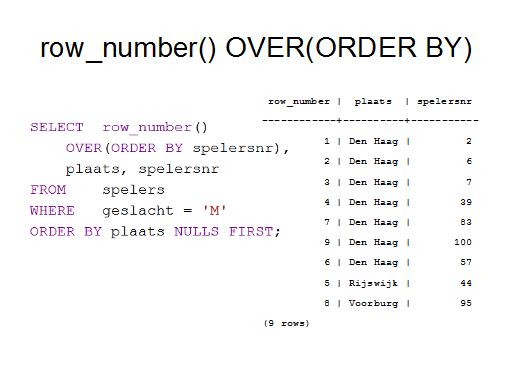 row_number() OVER(ORDER BY)
SELECT row_number()
OVER(ORDER BY spelersnr),
plaats, spelersnr
FROM spelers
WHERE geslacht = 'M'
ORDER BY plaats NULLS FIRST;
row_number | plaats | spelersnr
------------+----------+-----------
1 | Den Haag | 2
2 | Den Haag | 6
3 | Den Haag | 7
4 | Den Haag | 39
7 | Den Haag | 83
9 | Den Haag | 100
6 | Den Haag | 57
5 | Rijswijk | 44
8 | Voorburg | 95
(9 rows)